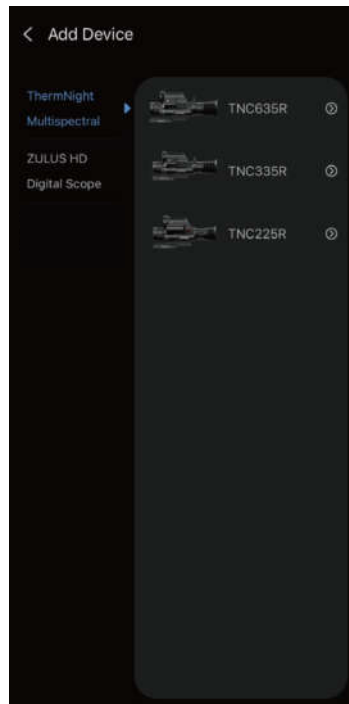 Add Device
ThermNight
Multispectral
ZULUS HD
Digital Scope
TNC635R
TNC335R
TNC225R